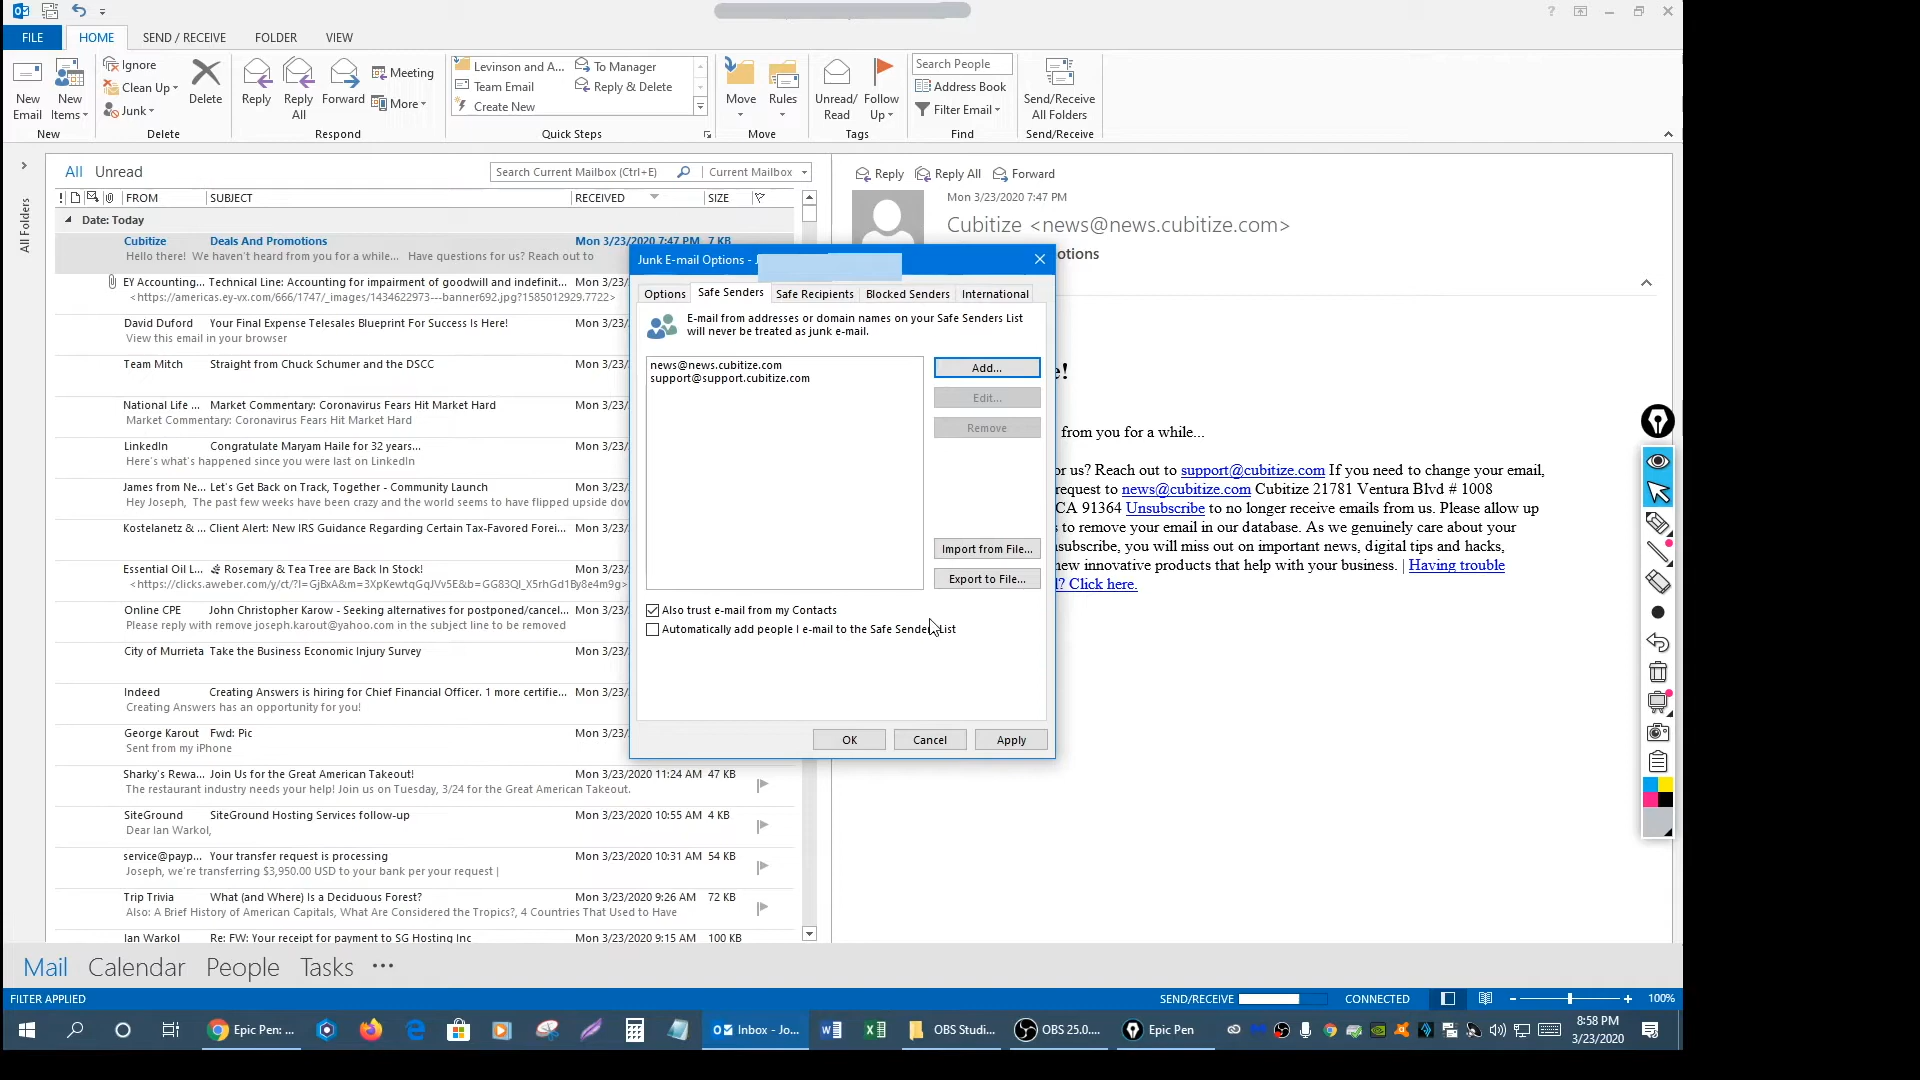 FILE
HOME
SEND / RECEIVE
FOLDER
VIEW
New Email
New Items
New
Ignore
Clean Up
Junk
Delete
Delete
Reply
Reply All
Forward
Meeting
More
Respond
Levinson and A...
Team Email
Create New
To Manager
Reply & Delete
Quick Steps
Move
Rules
Move
Unread/ Read
Follow Up
Tags
Search People
Address Book
Filter Email
Find
Send/Receive All Folders
Send/Receive
All Folders
All Unread
Search Current Mailbox (Ctrl+E)
Current Mailbox
FROM SUBJECT RECEIVED SIZE
Date: Today
Cubitize Deals And Promotions Mon 3/23/2020 7:47 PM 7 KB
Hello there! We haven't heard from you for a while... Have questions for us? Reach out to
EY Accounting... Technical Line: Accounting for impairment of goodwill and indefinit... Mon 3/23/
<https://americas.ey-vx.com/666/1747/_images/1434622973---banner692.jpg?1585012929.7722>
David Duford Your Final Expense Telesales Blueprint For Success Is Here! Mon 3/23/
View this email in your browser
Team Mitch Straight from Chuck Schumer and the DSCC Mon 3/23/
National Life ... Market Commentary: Coronavirus Fears Hit Market Hard Mon 3/23/
Market Commentary: Coronavirus Fears Hit Market Hard
LinkedIn Congratulate Maryam Haile for 32 years... Mon 3/23/
Here's what's happened since you were last on LinkedIn
James from Ne... Let's Get Back on Track, Together - Community Launch Mon 3/23/
Hey Joseph, The past few weeks have been crazy and the world seems to have flipped upside dov
Kostelanetz & ... Client Alert: New IRS Guidance Regarding Certain Tax-Favored Forei... Mon 3/23/
Essential Oil L... Rosemary & Tea Tree are Back In Stock! Mon 3/23/
<https://clicks.aweber.com/y/ct/?l=GjBxA&m=3XpKewtqGqJVv5E&b=GG83QI_X5rhGd1By8e4m9g>
Online CPE John Christopher Karow - Seeking alternatives for postponed/cancel... Mon 3/23/
Please reply with remove joseph.karout@yahoo.com in the subject line to be removed
City of Murrieta Take the Business Economic Injury Survey Mon 3/23/
Indeed Creating Answers is hiring for Chief Financial Officer. 1 more certifie... Mon 3/23/
Creating Answers has an opportunity for you!
George Karout Fwd: Pic Mon 3/23/
Sent from my iPhone
Sharky's Rewa... Join Us for the Great American Takeout! Mon 3/23/2020 11:24 AM 47 KB
The restaurant industry needs your help! Join us on Tuesday, 3/24 for the Great American Takeout.
SiteGround SiteGround Hosting Services follow-up Mon 3/23/2020 10:55 AM 4 KB
Dear Ian Warkol,
service@payp... Your transfer request is processing Mon 3/23/2020 10:31 AM 54 KB
Joseph, we're transferring $3,950.00 USD to your bank per your request |
Trip Trivia What (and Where) Is a Deciduous Forest? Mon 3/23/2020 9:26 AM 72 KB
Also: A Brief History of American Capitals, What Are Considered the Tropics?, 4 Countries That Used to Have
Ian Warkol Re: FW: Your receipt for payment to SG Hosting Inc Mon 3/23/2020 9:15 AM 100 KB
Junk E-mail Options - J
Options Safe Senders Safe Recipients Blocked Senders International
E-mail from addresses or domain names on your Safe Senders List
will never be treated as junk e-mail.
news@news.cubitize.com
support@support.cubitize.com
Add...
Edit...
Remove
Import from File...
Export to File...
Also trust e-mail from my Contacts
Automatically add people I e-mail to the Safe Senders List
OK Cancel Apply
Reply Reply All Forward
Mon 3/23/2020 7:47 PM
Cubitize <news@news.cubitize.com>
otions
e!
from you for a while...
or us? Reach out to support@cubitize.com If you need to change your email,
request to news@cubitize.com Cubitize 21781 Ventura Blvd # 1008
CA 91364 Unsubscribe to no longer receive emails from us. Please allow up
s to remove your email in our database. As we genuinely care about your
nsubscribe, you will miss out on important news, digital tips and hacks,
new innovative products that help with your business. | Having trouble
? Click here.
Mail Calendar People Tasks ...
FILTER APPLIED
SEND/RECEIVE
CONNECTED
100%
Epic Pen: ...
Inbox - Jo...
OBS Studi...
OBS 25.0....
Epic Pen
8:58 PM
3/23/2020